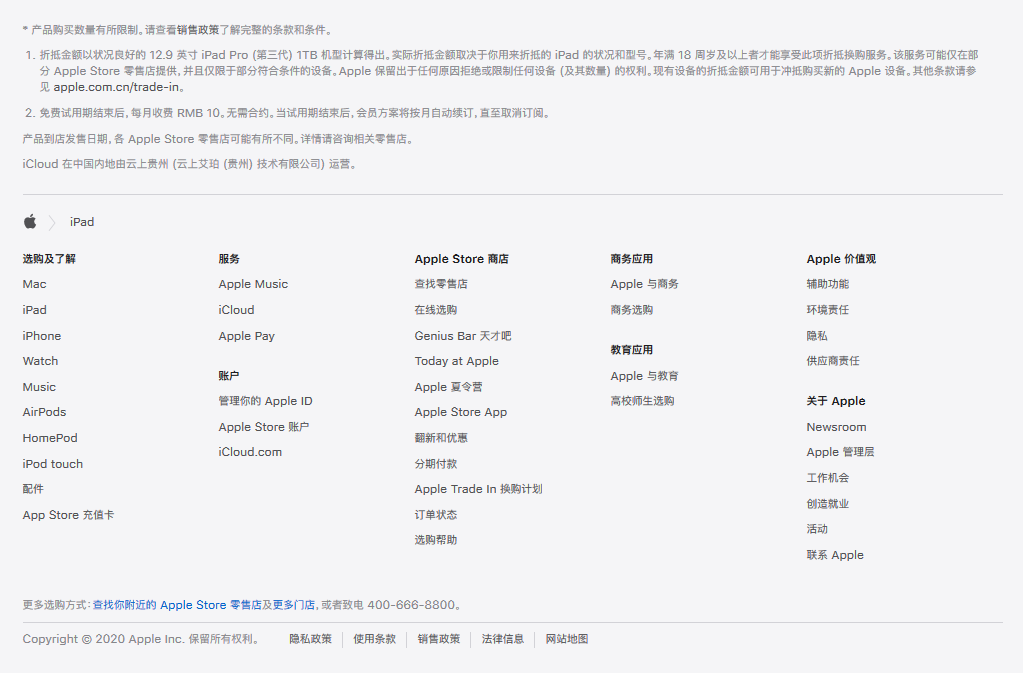 * 产品购买数量有所限制。请查看销售政策了解完整的条款和条件。
1. 折抵金额以状况良好的 12.9 英寸 iPad Pro (第三代) 1TB 机型计算得出。实际折抵金额取决于你用来折抵的 iPad 的状况和型号。年满 18 周岁及以上者才能享受此项折抵换购服务。该服务可能仅在部
分 Apple Store 零售店提供，并且仅限于部分符合条件的设备。Apple 保留出于任何原因拒绝或限制任何设备 (及其数量) 的权利。现有设备的折抵金额可用于冲抵购买新的 Apple 设备。其他条款请参
见 apple.com.cn/trade-in。
2. 免费试用期结束后，每月收费 RMB 10。无需合约。当试用期结束后，会员方案将按月自动续订，直至取消订阅。
产品到店发售日期，各 Apple Store 零售店可能有所不同。详情请咨询相关零售店。
iCloud 在中国内地由云上贵州 (云上艾珀 (贵州) 技术有限公司) 运营。
iPad
选购及了解
Mac
iPad
iPhone
Watch
Music
AirPods
HomePod
iPod touch
配件
App Store 充值卡
服务
Apple Music
iCloud
Apple Pay
账户
管理你的 Apple ID
Apple Store 账户
iCloud.com
Apple Store 商店
查找零售店
在线选购
Genius Bar 天才吧
Today at Apple
Apple 夏令营
Apple Store App
翻新和优惠
分期付款
Apple Trade In 换购计划
订单状态
选购帮助
商务应用
Apple 与商务
商务选购
教育应用
Apple 与教育
高校师生选购
Apple 价值观
辅助功能
环境责任
隐私
供应商责任
关于 Apple
Newsroom
Apple 管理层
工作机会
创造就业
活动
联系 Apple
更多选购方式：查找你附近的 Apple Store 零售店及更多门店，或者致电 400-666-8800。
Copyright © 2020 Apple Inc. 保留所有权利。 隐私政策 使用条款 销售政策 法律信息 网站地图